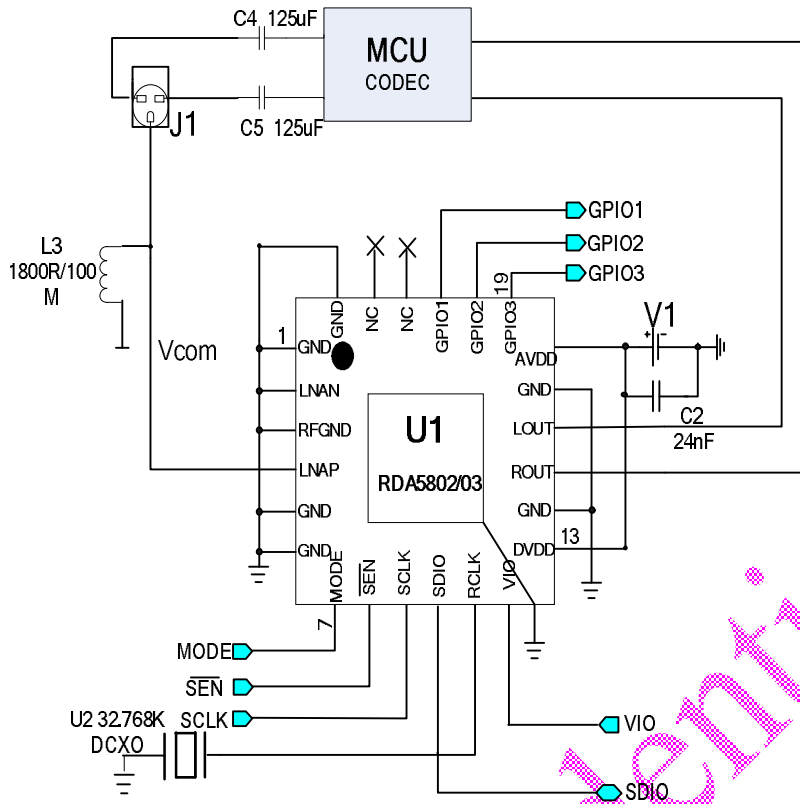 C4 125uF
MCU
CODEC
C5 125uF
J1
GPIO1
GPIO2
GPIO3
L3
1800R/100
M
Vcom
1
19
GND
NC
NC
GPIO1
GPIO2
GPIO3
V1
+ -
GND
LNAN
RFGND
LNAP
GND
GND
U1
RDA5802/03
AVDD
GND
LOUT
ROUT
GND
DVDD
13
C2
24nF
MODE
SEN
SCLK
SDIO
RCLK
VIO
7
MODE
SEN
U2 32.768K
SCLK
DCXO
VIO
SDIO
denti